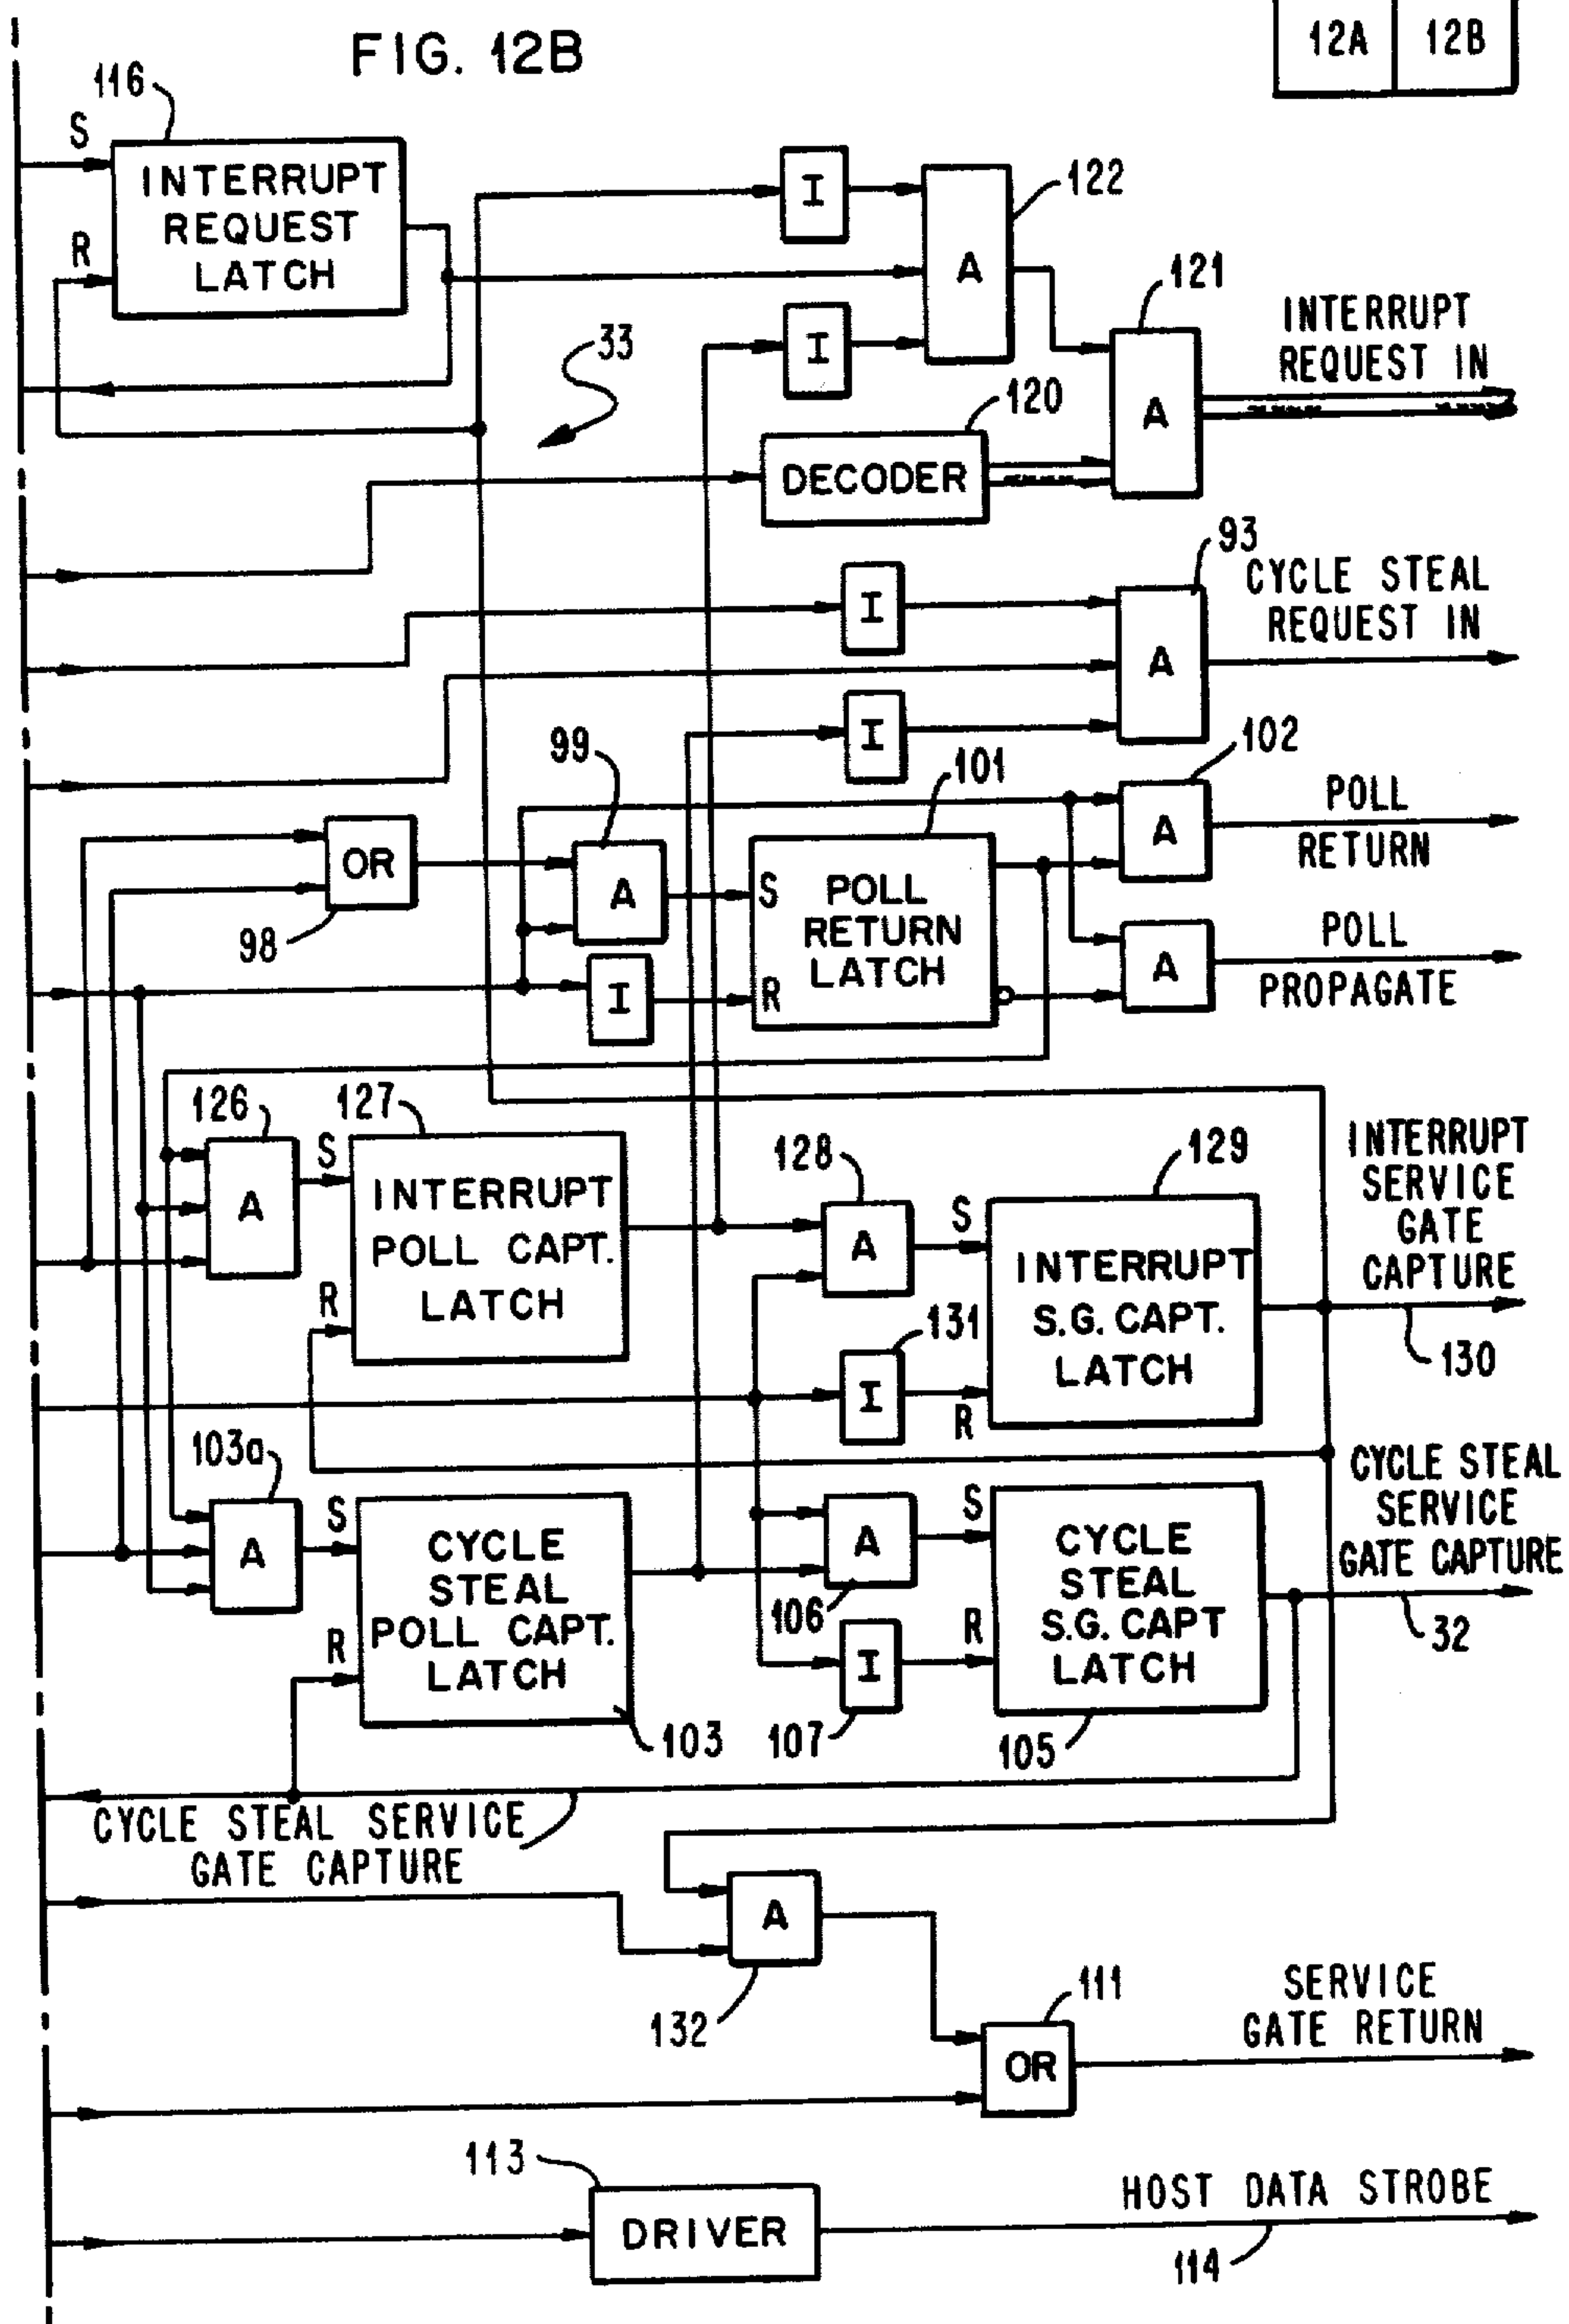 FIG. 12B
12A 12B
116
S
INTERRUPT
REQUEST
LATCH
R
I
A
122
I
33
121
A
INTERRUPT
REQUEST IN
120
DECODER
93
CYCLE STEAL
REQUEST IN
I
A
I
99
101
102
OR
98
A
I
S
POLL
RETURN
LATCH
R
A
POLL
RETURN
A
POLL
PROPAGATE
126
A
127
S
INTERRUPT
POLL CAPT.
LATCH
R
128
A
129
S
INTERRUPT
S.G. CAPT.
LATCH
R
131
I
INTERRUPT
SERVICE
GATE
CAPTURE
130
103a
A
S
CYCLE
STEAL
POLL CAPT.
LATCH
R
103
A
106
I
107
S
CYCLE
STEAL
S.G. CAPT
LATCH
R
105
CYCLE STEAL
SERVICE
GATE CAPTURE
32
CYCLE STEAL SERVICE
GATE CAPTURE
A
132
111
OR
SERVICE
GATE RETURN
113
DRIVER
HOST DATA STROBE
114